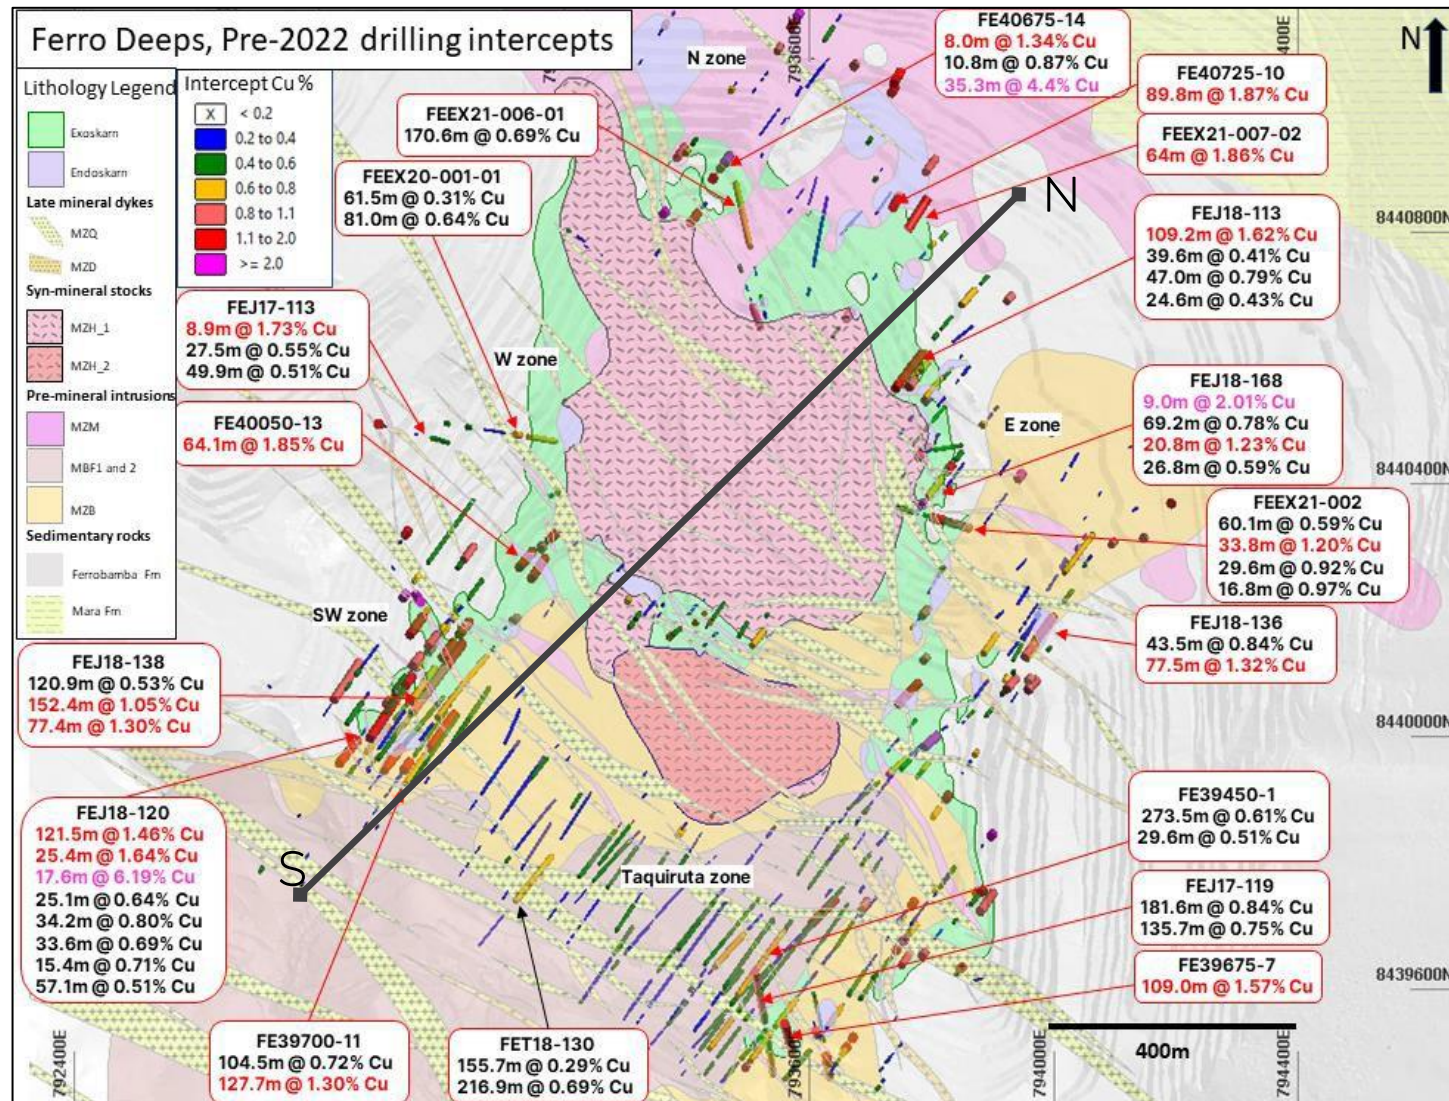 Ferro Deeps, Pre-2022 drilling intercepts
Lithology Legend
Exoskarn
Endoskarn
Late mineral dykes
MZQ
MZD
Syn-mineral stocks
MZH_1
MZH_2
Pre-mineral intrusions
MZM
MBF1 and 2
MZB
Sedimentary rocks
Ferrobamba Fm
Mara Fm
Intercept Cu %
X < 0.2
0.2 to 0.4
0.4 to 0.6
0.6 to 0.8
0.8 to 1.1
1.1 to 2.0
>= 2.0
N zone
793600E
400E
N
FE40675-14
8.0m @ 1.34% Cu
10.8m @ 0.87% Cu
35.3m @ 4.4% Cu
FE40725-10
89.8m @ 1.87% Cu
FEEX21-007-02
64m @ 1.86% Cu
FEEX21-006-01
170.6m @ 0.69% Cu
FEEX20-001-01
61.5m @ 0.31% Cu
81.0m @ 0.64% Cu
N
8440800N
FEJ18-113
109.2m @ 1.62% Cu
39.6m @ 0.41% Cu
47.0m @ 0.79% Cu
24.6m @ 0.43% Cu
FEJ17-113
8.9m @ 1.73% Cu
27.5m @ 0.55% Cu
49.9m @ 0.51% Cu
W zone
FE40050-13
64.1m @ 1.85% Cu
E zone
FEJ18-168
9.0m @ 2.01% Cu
69.2m @ 0.78% Cu
20.8m @ 1.23% Cu
26.8m @ 0.59% Cu
8440400N
FEEX21-002
60.1m @ 0.59% Cu
33.8m @ 1.20% Cu
29.6m @ 0.92% Cu
16.8m @ 0.97% Cu
SW zone
FEJ18-136
43.5m @ 0.84% Cu
77.5m @ 1.32% Cu
FEJ18-138
120.9m @ 0.53% Cu
152.4m @ 1.05% Cu
77.4m @ 1.30% Cu
8440000N
FEJ18-120
121.5m @ 1.46% Cu
25.4m @ 1.64% Cu
17.6m @ 6.19% Cu
25.1m @ 0.64% Cu
34.2m @ 0.80% Cu
33.6m @ 0.69% Cu
15.4m @ 0.71% Cu
57.1m @ 0.51% Cu
S
Taquiruta zone
FE39450-1
273.5m @ 0.61% Cu
29.6m @ 0.51% Cu
FEJ17-119
181.6m @ 0.84% Cu
135.7m @ 0.75% Cu
FE39675-7
109.0m @ 1.57% Cu
8439600N
FE39700-11
104.5m @ 0.72% Cu
127.7m @ 1.30% Cu
FET18-130
155.7m @ 0.29% Cu
216.9m @ 0.69% Cu
400m
792400E
793600
794000E
794400E